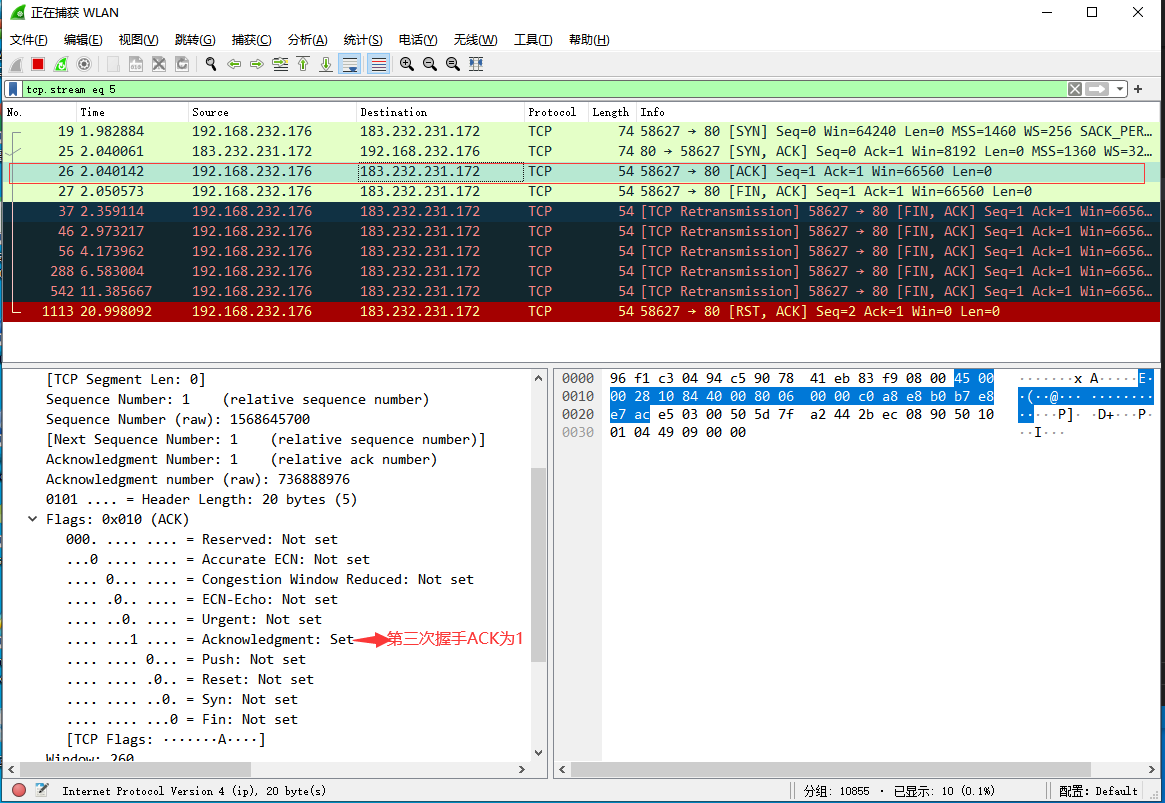 正在捕获 WLAN
文件(F) 编辑(E) 视图(V) 跳转(G) 捕获(C) 分析(A) 统计(S) 电话(Y) 无线(W) 工具(T) 帮助(H)
tcp.stream eq 5
No. Time Source Destination Protocol Length Info
19 1.982884 192.168.232.176 183.232.231.172 TCP 74 58627 → 80 [SYN] Seq=0 Win=64240 Len=0 MSS=1460 WS=256 SACK_PER…
25 2.040061 183.232.231.172 192.168.232.176 TCP 74 80 → 58627 [SYN, ACK] Seq=0 Ack=1 Win=8192 Len=0 MSS=1360 WS=32…
26 2.040142 192.168.232.176 183.232.231.172 TCP 54 58627 → 80 [ACK] Seq=1 Ack=1 Win=66560 Len=0
27 2.050573 192.168.232.176 183.232.231.172 TCP 54 58627 → 80 [FIN, ACK] Seq=1 Ack=1 Win=66560 Len=0
37 2.359114 192.168.232.176 183.232.231.172 TCP 54 [TCP Retransmission] 58627 → 80 [FIN, ACK] Seq=1 Ack=1 Win=6656…
46 2.973217 192.168.232.176 183.232.231.172 TCP 54 [TCP Retransmission] 58627 → 80 [FIN, ACK] Seq=1 Ack=1 Win=6656…
56 4.173962 192.168.232.176 183.232.231.172 TCP 54 [TCP Retransmission] 58627 → 80 [FIN, ACK] Seq=1 Ack=1 Win=6656…
288 6.583004 192.168.232.176 183.232.231.172 TCP 54 [TCP Retransmission] 58627 → 80 [FIN, ACK] Seq=1 Ack=1 Win=6656…
542 11.385667 192.168.232.176 183.232.231.172 TCP 54 [TCP Retransmission] 58627 → 80 [FIN, ACK] Seq=1 Ack=1 Win=6656…
1113 20.998092 192.168.232.176 183.232.231.172 TCP 54 58627 → 80 [RST, ACK] Seq=2 Ack=1 Win=0 Len=0
[TCP Segment Len: 0]
Sequence Number: 1 (relative sequence number)
Sequence Number (raw): 1568645700
[Next Sequence Number: 1 (relative sequence number)]
Acknowledgment Number: 1 (relative ack number)
Acknowledgment number (raw): 736888976
0101 .... = Header Length: 20 bytes (5)
Flags: 0x010 (ACK)
000. .... .... = Reserved: Not set
...0 .... .... = Accurate ECN: Not set
.... 0... .... = Congestion Window Reduced: Not set
.... .0.. .... = ECN-Echo: Not set
.... ..0. .... = Urgent: Not set
.... ...1 .... = Acknowledgment: Set 第三次握手ACK为1
.... .... 0... = Push: Not set
.... .... .0.. = Reset: Not set
.... .... ..0. = Syn: Not set
.... .... ...0 = Fin: Not set
[TCP Flags: ·······A····]
Window: 260
0000 96 f1 c3 04 94 c5 90 78 41 eb 83 f9 08 00 45 00 ·······x A·····E·
0010 00 28 10 84 40 00 80 06 00 00 c0 a8 e8 b0 b7 e8 ·(··@··· ········
0020 e7 ac e5 03 00 50 5d 7f a2 44 2b ec 08 90 50 10 ·····P]· ·D+···P·
0030 01 04 49 09 00 00 ··I···
Internet Protocol Version 4 (ip), 20 byte(s) 分组: 10855 · 已显示: 10 (0.1%) 配置: Default